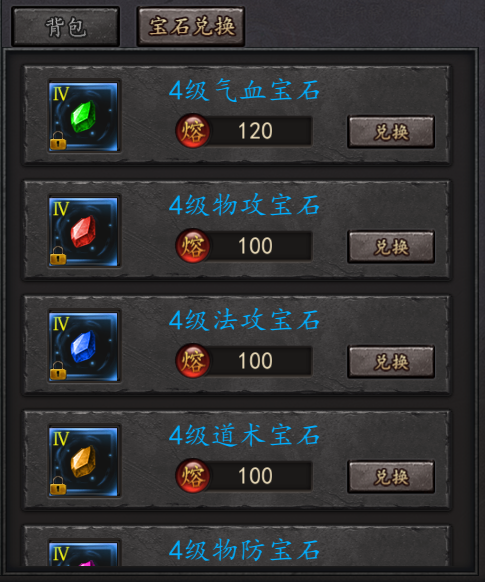 背包 宝石兑换
Ⅳ 4级气血宝石
熔 120 兑换
Ⅳ 4级物攻宝石
熔 100 兑换
Ⅳ 4级法攻宝石
熔 100 兑换
Ⅳ 4级道术宝石
熔 100 兑换
Ⅳ 4级物防宝石